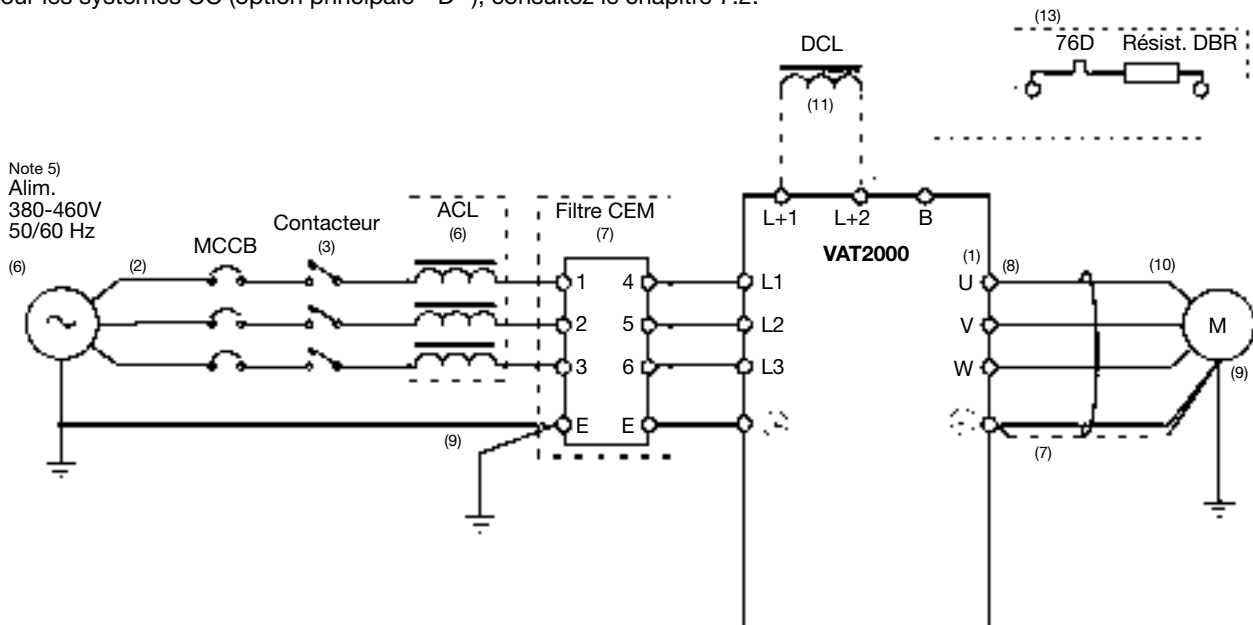 our les systèmes CC (option principals "D"), consultez le chapitre 7.2.
(13)
76D Résist. DBR
DCL
(11)
Note 5)
Alim.
380-460V
50/60 Hz
(6)
(2)
MCCB
Contacteur
(3)
ACL
(6)
Filtre CEM
(7)
L+1 L+2 B
VAT2000
1 4 L1
2 5 L2
3 6 L3
E E
(9)
(1)
U (8) (10)
V
W
M
(9)
(7)